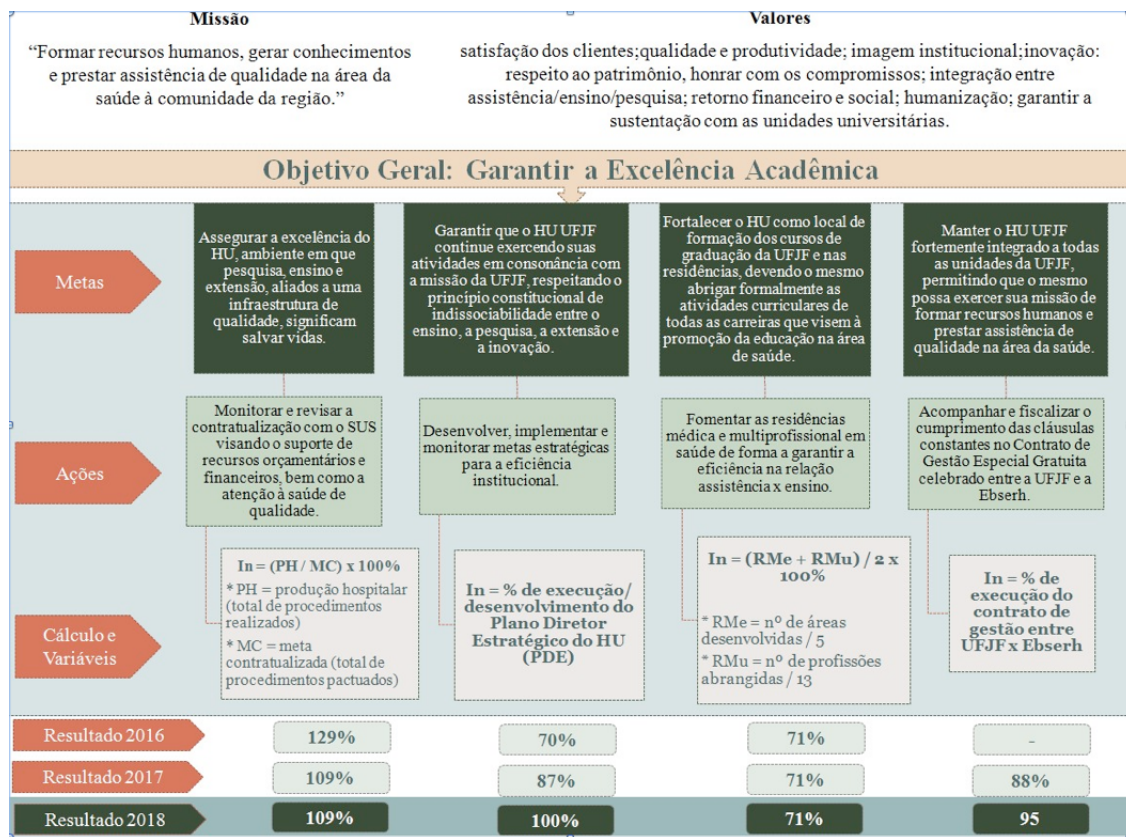 Missão
“Formar recursos humanos, gerar conhecimentos
e prestar assistência de qualidade na área da
saúde à comunidade da região.”
Valores
satisfação dos clientes;qualidade e produtividade; imagem institucional;inovação:
respeito ao patrimônio, honrar com os compromissos; integração entre
assistência/ensino/pesquisa; retorno financeiro e social; humanização; garantir a
sustentação com as unidades universitárias.
Objetivo Geral: Garantir a Excelência Acadêmica
Metas
Assegurar a excelência do
HU, ambiente em que
pesquisa, ensino e
extensão, aliados a uma
infraestrutura de
qualidade, significam
salvar vidas.
Garantir que o HU UFJF
continue exercendo suas
atividades em consonância com
a missão da UFJF, respeitando o
princípio constitucional de
indissociabilidade entre o
ensino, a pesquisa, a extensão e
a inovação.
Fortalecer o HU como local de
formação dos cursos de
graduação da UFJF e nas
residências, devendo o mesmo
abrigar formalmente as
atividades curriculares de
todas as carreiras que visem à
promoção da educação na área
de saúde.
Manter o HU UFJF
fortemente integrado a todas
as unidades da UFJF,
permitindo que o mesmo
possa exercer sua missão de
formar recursos humanos e
prestar assistência de
qualidade na área da saúde.
Ações
Monitorar e revisar a
contratualização com o SUS
visando o suporte de
recursos orçamentários e
financeiros, bem como a
atenção à saúde de
qualidade.
Desenvolver, implementar e
monitorar metas estratégicas
para a eficiência
institucional.
Fomentar as residências
médica e multiprofissional em
saúde de forma a garantir a
eficiência na relação
assistência x ensino.
Acompanhar e fiscalizar o
cumprimento das cláusulas
constantes no Contrato de
Gestão Especial Gratuita
celebrado entre a UFJF e a
Ebserh.
Cálculo e
Variáveis
In = (PH / MC) x 100%
* PH = produção hospitalar
(total de procedimentos
realizados)
* MC = meta
contratualizada (total de
procedimentos pactuados)
In = % de execução/
desenvolvimento do
Plano Diretor
Estratégico do HU
(PDE)
In = (RMe + RMu) / 2 x
100%
* RMe = nº de áreas
desenvolvidas / 5
* RMu = nº de profissões
abrangidas / 13
In = % de
execução do
contrato de
gestão entre
UFJF x Ebserh
Resultado 2016
129%
70%
71%
-
Resultado 2017
109%
87%
71%
88%
Resultado 2018
109%
100%
71%
95